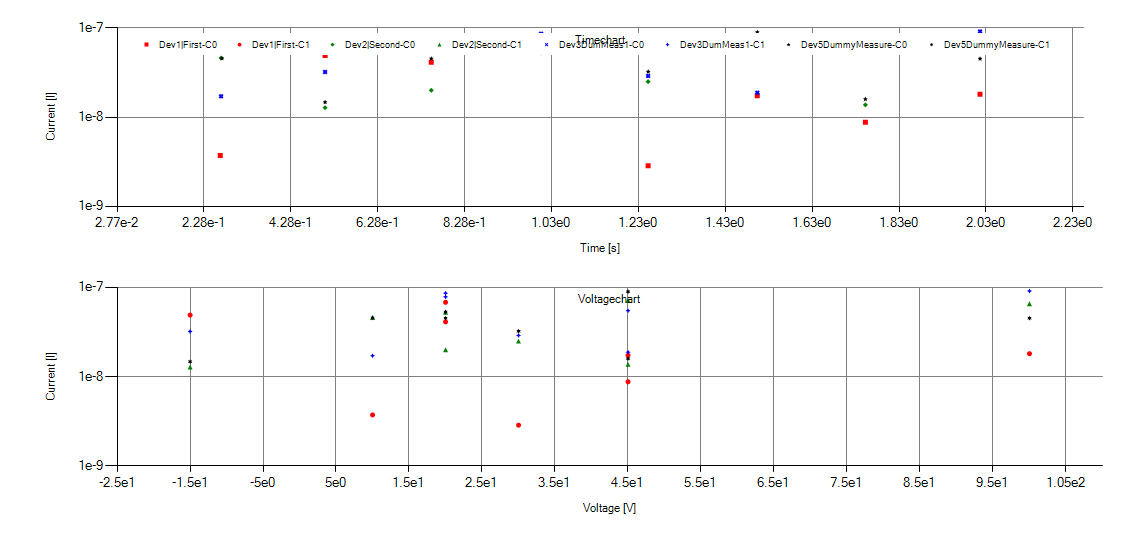 1e-7
Timechart
Dev1|First-C0 Dev1|First-C1 Dev2|Second-C0 Dev2|Second-C1 Dev3DumMeas1-C0 Dev3DumMeas1-C1 Dev5DummyMeasure-C0 Dev5DummyMeasure-C1
Current [I]
1e-8
1e-9
2.77e-2 2.28e-1 4.28e-1 6.28e-1 8.28e-1 1.03e0 1.23e0 1.43e0 1.63e0 1.83e0 2.03e0 2.23e0
Time [s]
1e-7
Voltagechart
Current [I]
1e-8
1e-9
-2.5e1 -1.5e1 -5e0 5e0 1.5e1 2.5e1 3.5e1 4.5e1 5.5e1 6.5e1 7.5e1 8.5e1 9.5e1 1.05e2
Voltage [V]